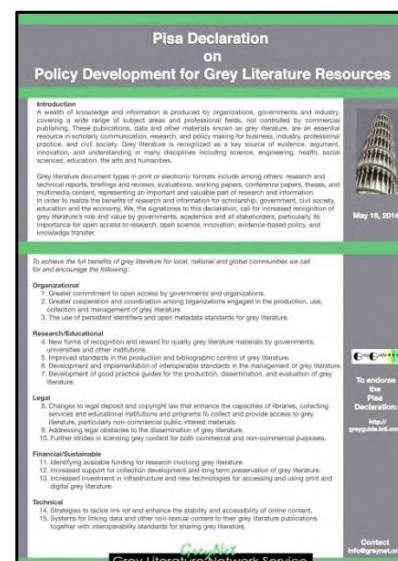 Pisa Declaration
on
Policy Development for Grey Literature Resources
Introduction
A wealth of knowledge and information is produced by organizations, governments and industry,
covering a wide range of subject areas and professional fields, not controlled by commercial
publishing. These publications, data and other materials known as grey literature, are an essential
resource in scholarly communication, research, and policy making for business, industry, professional
practice, and civil society. Grey literature is recognized as a key source of evidence, argument,
innovation, and understanding in many disciplines including science, engineering, health, social
sciences, education, the arts and humanities.
Grey literature document types in print or electronic formats include among others: research and
technical reports, briefings and reviews, evaluations, working papers, conference papers, theses, and
multimedia content, representing an important and valuable part of research and information.
In order to realize the benefits of research and information for scholarship, government, civil society,
education and the economy, We, the signatories to this declaration, call for increased recognition of
grey literature's role and value by governments, academics and all stakeholders, particularly its
importance for open access to research, open science, innovation, evidence-based policy, and
knowledge transfer.
May 16, 2014
To achieve the full benefits of grey literature for local, national and global communities we call
for and encourage the following:
Organizational
1. Greater commitment to open access by governments and organizations.
2. Greater cooperation and coordination among organizations engaged in the production, use,
collection and management of grey literature.
3. The use of persistent identifiers and open metadata standards for grey literature.
Research/Educational
4. New forms of recognition and reward for quality grey literature materials by governments,
universities and other institutions.
5. Improved standards in the production and bibliographic control of grey literature.
6. Development and implementation of interoperable standards in the management of grey literature.
7. Development of good practice guides for the production, dissemination, and evaluation of grey
literature.
Legal
8. Changes to legal deposit and copyright law that enhance the capacities of libraries, collecting
services and educational institutions and programs to collect and provide access to grey
literature, particularly non-commercial public interest materials.
9. Addressing legal obstacles to the dissemination of grey literature.
10. Further strides in licensing grey content for both commercial and non-commercial purposes.
Financial/Sustainable
11. Identifying available funding for research involving grey literature.
12. Increased support for collection development and long term preservation of grey literature.
13. Increased investment in infrastructure and new technologies for accessing and using print and
digital grey literature.
Technical
14. Strategies to tackle link rot and enhance the stability and accessibility of online content.
15. Systems for linking data and other non-textual content to their grey literature publications
together with interoperability standards for sharing grey literature.
GreyGuide
To endorse
the
Pisa
Declaration:
http://
greyguide.isti.cnr
Contact
info@greynet.or
GreyNet
Grey Literature Network Service